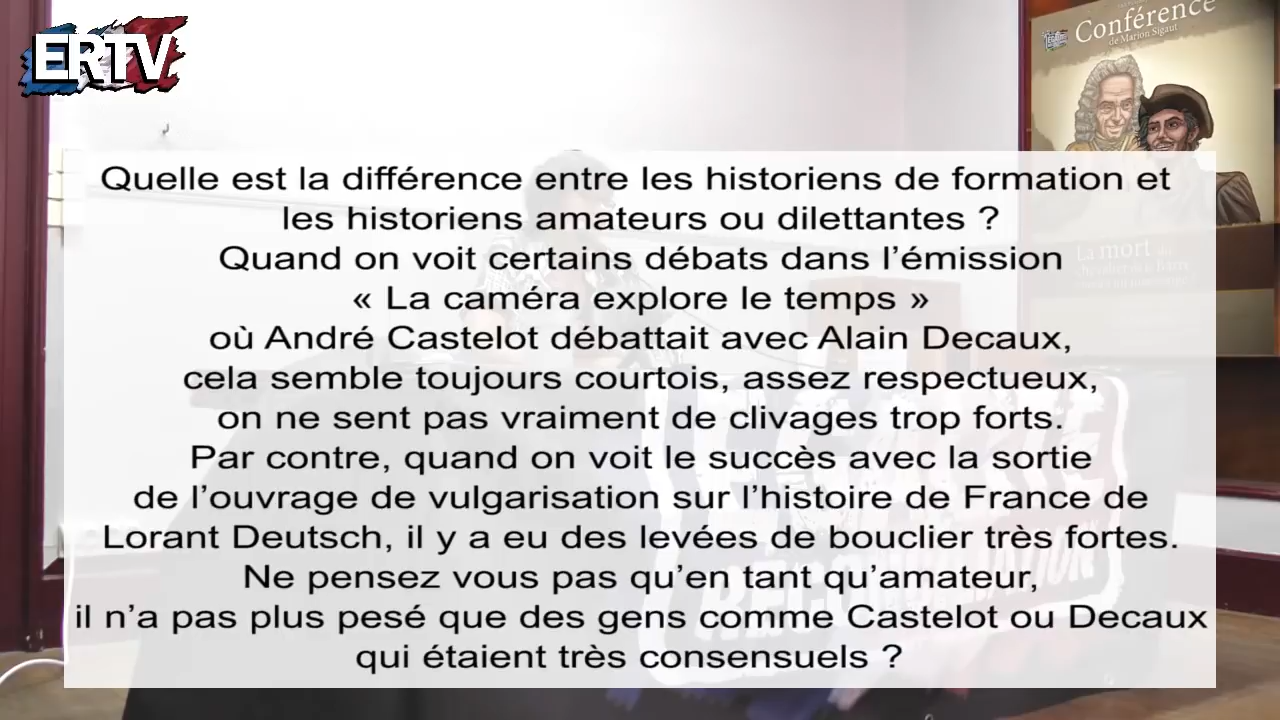 ERTV
Conférence
de Marion Sigaut
La mort du
Quelle est la différence entre les historiens de formation et
les historiens amateurs ou dilettantes ?
Quand on voit certains débats dans l’émission
« La caméra explore le temps »
où André Castelot débattait avec Alain Decaux,
cela semble toujours courtois, assez respectueux,
on ne sent pas vraiment de clivages trop forts.
Par contre, quand on voit le succès avec la sortie
de l’ouvrage de vulgarisation sur l’histoire de France de
Lorant Deutsch, il y a eu des levées de bouclier très fortes.
Ne pensez vous pas qu’en tant qu’amateur,
il n’a pas plus pesé que des gens comme Castelot ou Decaux
qui étaient très consensuels ?